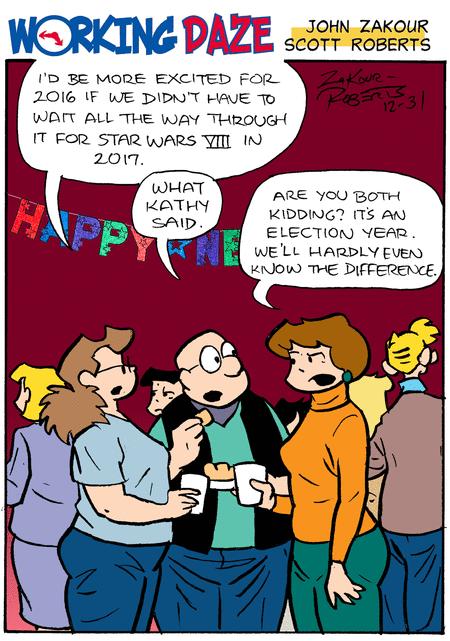 WORKING DAZE
JOHN ZAKOUR
SCOTT ROBERTS
I'D BE MORE EXCITED FOR
2016 IF WE DIDN'T HAVE TO
WAIT ALL THE WAY THROUGH
IT FOR STAR WARS VIII IN
2017.
ZAKOUR-
ROBERTS
12-31
WHAT
KATHY
SAID.
ARE YOU BOTH
KIDDING? IT'S AN
ELECTION YEAR.
WE'LL HARDLY EVEN
KNOW THE DIFFERENCE.
HAPPY NE